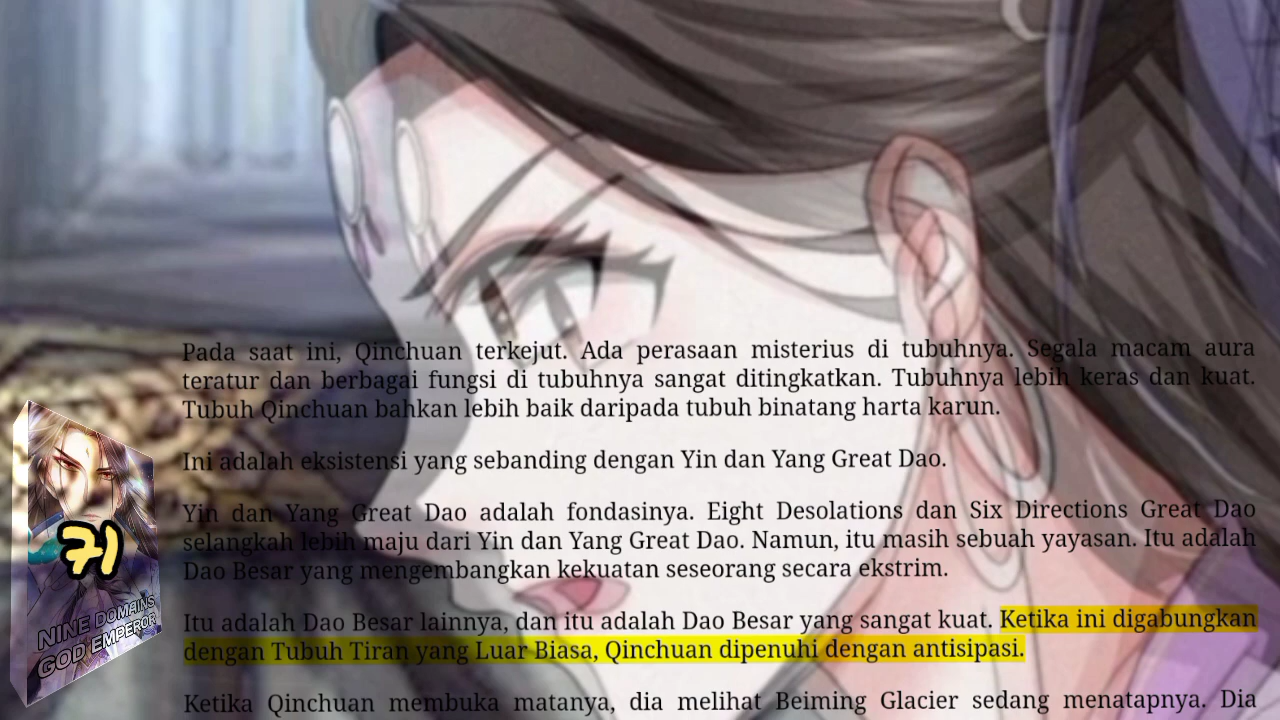 Pada saat ini, Qinchuan terkejut. Ada perasaan misterius di tubuhnya. Segala macam aura
teratur dan berbagai fungsi di tubuhnya sangat ditingkatkan. Tubuhnya lebih keras dan kuat.
Tubuh Qinchuan bahkan lebih baik daripada tubuh binatang harta karun.
Ini adalah eksistensi yang sebanding dengan Yin dan Yang Great Dao.
Yin dan Yang Great Dao adalah fondasinya. Eight Desolations dan Six Directions Great Dao
selangkah lebih maju dari Yin dan Yang Great Dao. Namun, itu masih sebuah yayasan. Itu adalah
Dao Besar yang mengembangkan kekuatan seseorang secara ekstrim.
Itu adalah Dao Besar lainnya, dan itu adalah Dao Besar yang sangat kuat. Ketika ini digabungkan
dengan Tubuh Tiran yang Luar Biasa, Qinchuan dipenuhi dengan antisipasi.
Ketika Qinchuan membuka matanya, dia melihat Beiming Glacier sedang menatapnya. Dia
71
NINE DOMAINS
GOD EMPEROR